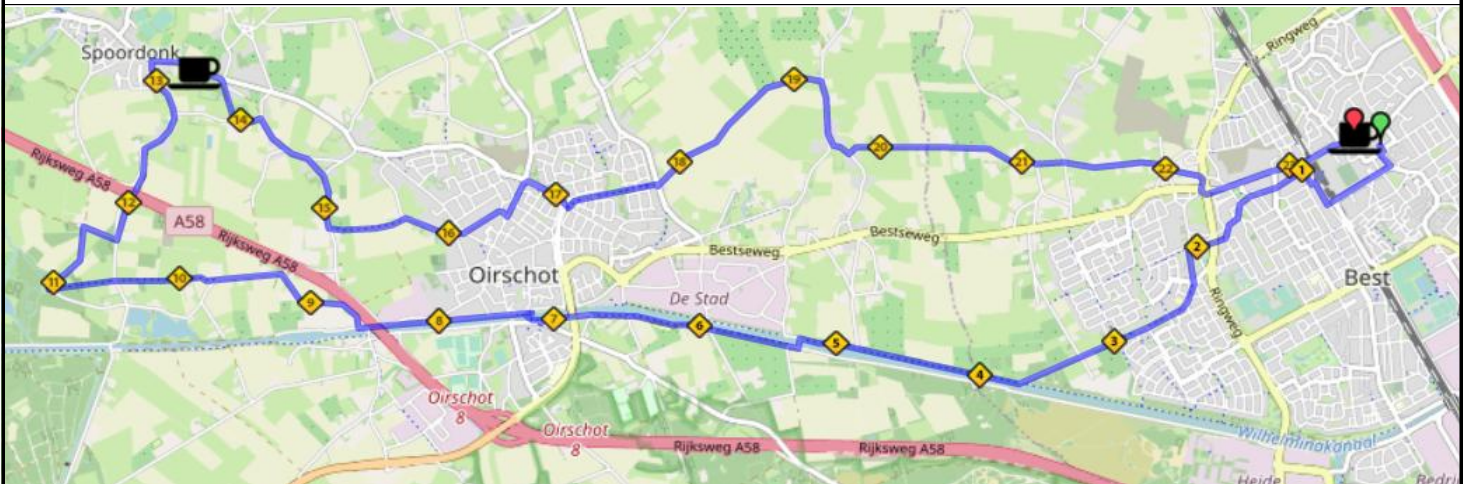 Spoordonk
Ringweg
13
19
14
Rijksweg A58
20
1
18
21
22
17
12
15
A58
16
2
Rijksweg A58
Bestseweg
Bestseweg
11
10
Oirschot
Best
De Stad
9
Ringweg
8
7
6
5
3
4
Oirschot
8
Oirschot
8
Rijksweg A58
Rijksweg A58
Wilhelminakanaal
Heide